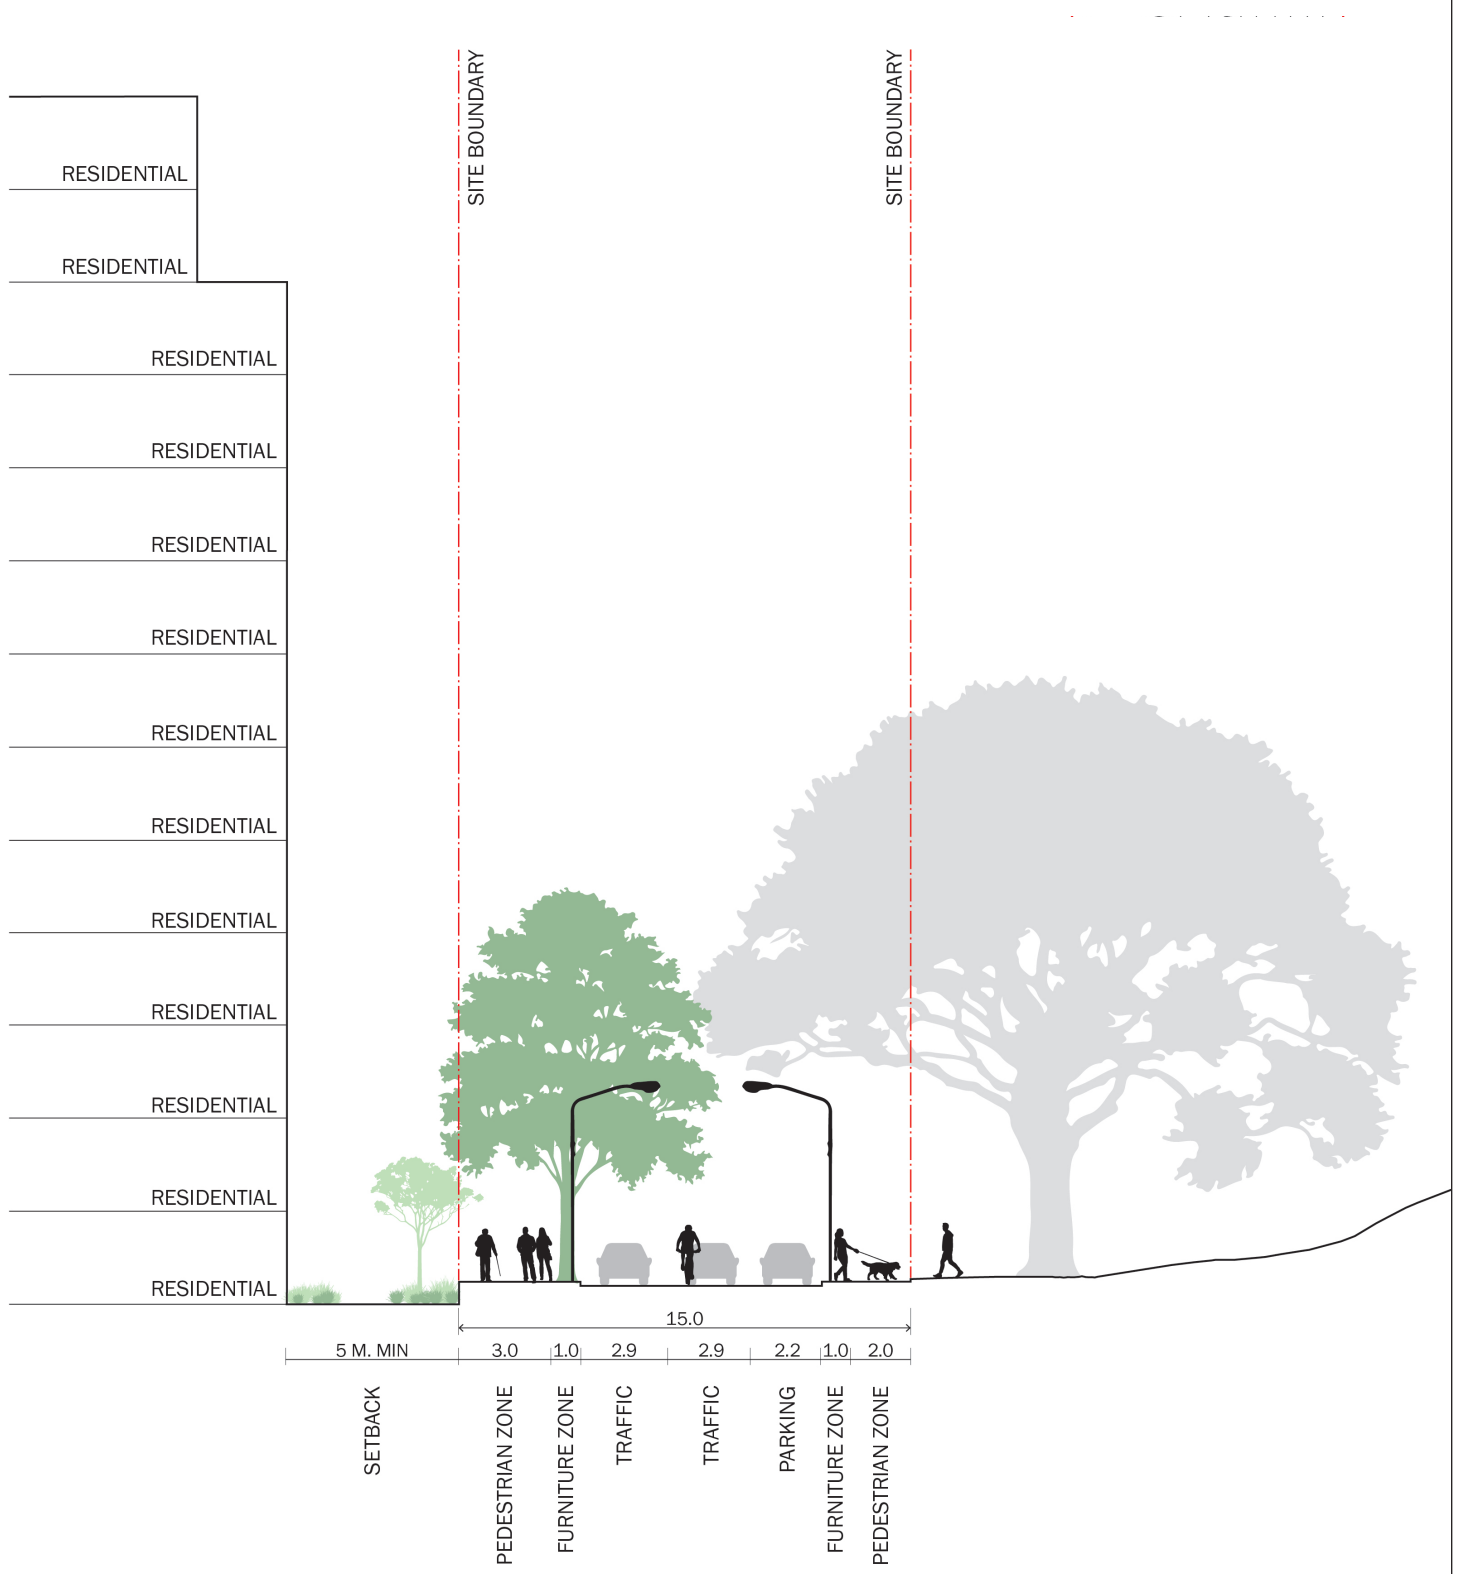 SITE BOUNDARY
SITE BOUNDARY
RESIDENTIAL
RESIDENTIAL
RESIDENTIAL
RESIDENTIAL
RESIDENTIAL
RESIDENTIAL
RESIDENTIAL
RESIDENTIAL
RESIDENTIAL
RESIDENTIAL
RESIDENTIAL
RESIDENTIAL
RESIDENTIAL
15.0
5 M. MIN 3.0 1.0 2.9 2.9 2.2 1.0 2.0
SETBACK
PEDESTRIAN ZONE
FURNITURE ZONE
TRAFFIC
TRAFFIC
PARKING
FURNITURE ZONE
PEDESTRIAN ZONE